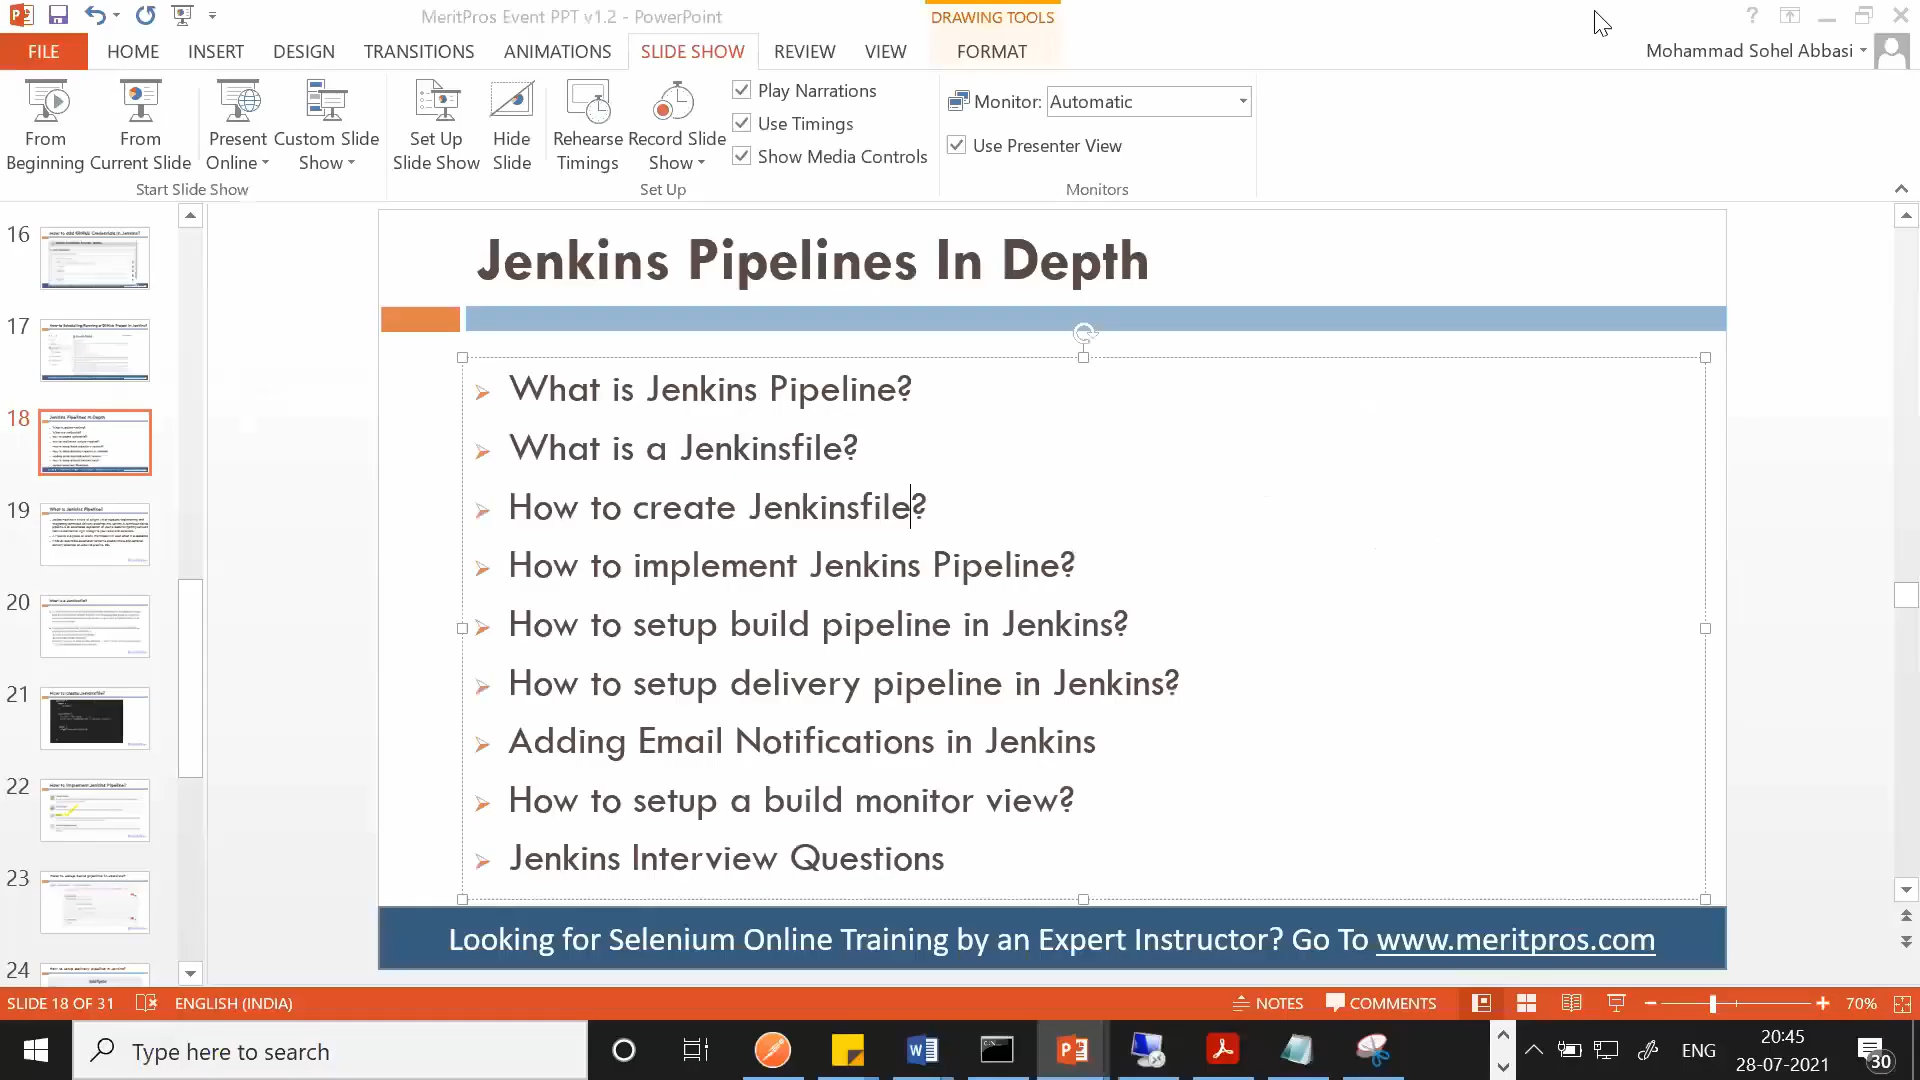 MeritPros Event PPT v1.2 - PowerPoint
DRAWING TOOLS
FILE HOME INSERT DESIGN TRANSITIONS ANIMATIONS SLIDE SHOW REVIEW VIEW FORMAT
Mohammad Sohel Abbasi
From Beginning
From Current Slide
Present Online
Custom Slide Show
Set Up Slide Show
Hide Slide
Rehearse Timings
Record Slide Show
Play Narrations
Use Timings
Show Media Controls
Monitor: Automatic
Use Presenter View
Start Slide Show
Set Up
Monitors
16
17
18
19
20
21
22
23
24
Jenkins Pipelines In Depth
What is Jenkins Pipeline?
What is a Jenkinsfile?
How to create Jenkinsfile?
How to implement Jenkins Pipeline?
How to setup build pipeline in Jenkins?
How to setup delivery pipeline in Jenkins?
Adding Email Notifications in Jenkins
How to setup a build monitor view?
Jenkins Interview Questions
Looking for Selenium Online Training by an Expert Instructor? Go To www.meritpros.com
SLIDE 18 OF 31 ENGLISH (INDIA) NOTES COMMENTS 70%
Type here to search
ENG
20:45
28-07-2021
30